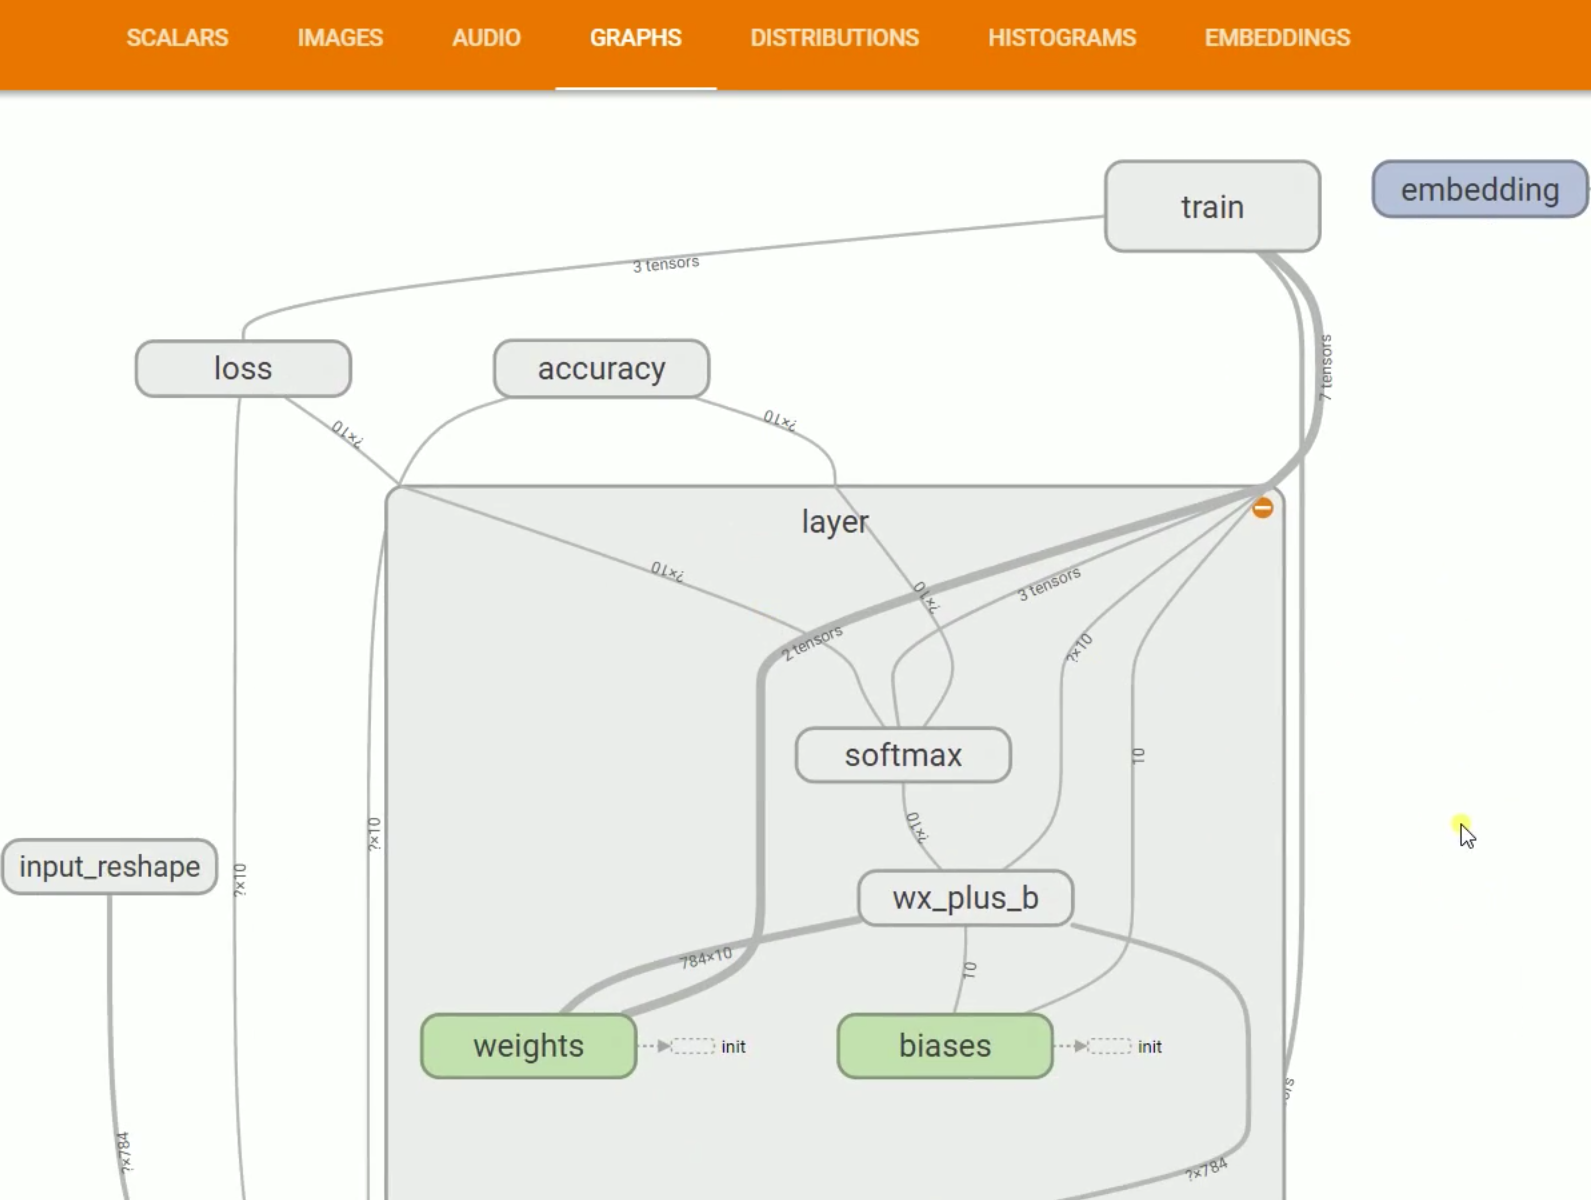 SCALARS IMAGES AUDIO GRAPHS DISTRIBUTIONS HISTOGRAMS EMBEDDINGS
train
embedding
3 tensors
7 tensors
loss
accuracy
?×10
?×10
layer
?×10
3 tensors
?×10
2 tensors
?×10
softmax
10
?×10
?×10
input_reshape
?×10
wx_plus_b
784×10
10
weights
init
biases
init
?×784
?×784